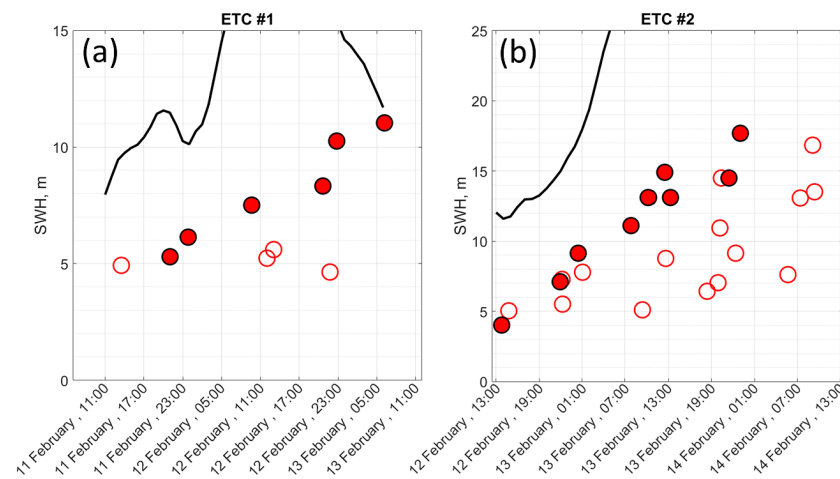 ETC #1
(a)
15
10
5
0
SWH, m
11 February , 11:00
11 February , 17:00
11 February , 23:00
12 February , 05:00
12 February , 11:00
12 February , 17:00
12 February , 23:00
13 February , 05:00
13 February , 11:00
ETC #2
(b)
25
20
15
10
5
0
SWH, m
12 February , 13:00
12 February , 19:00
13 February , 01:00
13 February , 07:00
13 February , 13:00
13 February , 19:00
14 February , 01:00
14 February , 07:00
14 February , 13:00